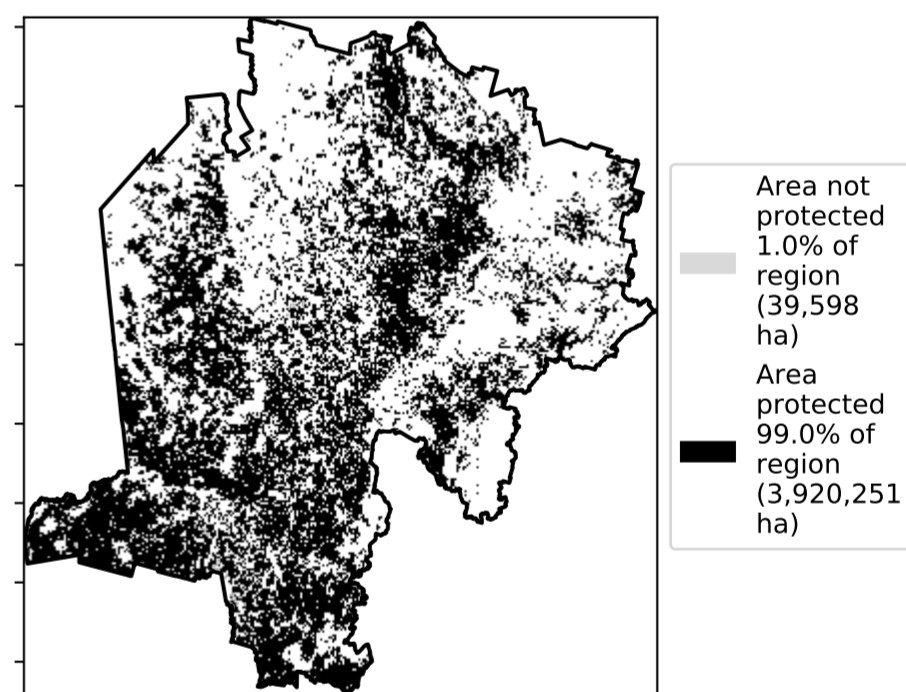 Area not
protected
1.0% of
region
(39,598
ha)
Area
protected
99.0% of
region
(3,920,251
ha)